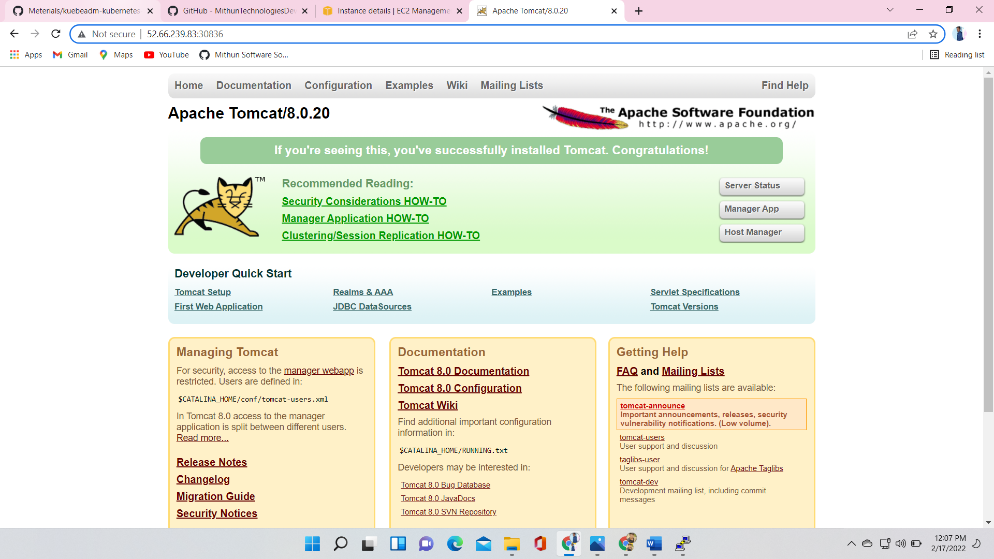 Meterials/kuebeadm-kubernetes
GitHub - MithunTechnologiesDev
Instance details | EC2 Managem
Apache Tomcat/8.0.20
Not secure | 52.66.239.83:30836
Apps
Gmail
Maps
YouTube
Mithun Software So...
Reading list
Home Documentation Configuration Examples Wiki Mailing Lists Find Help
Apache Tomcat/8.0.20
The Apache Software Foundation
http://www.apache.org/
If you're seeing this, you've successfully installed Tomcat. Congratulations!
TM
Recommended Reading:
Security Considerations HOW-TO
Manager Application HOW-TO
Clustering/Session Replication HOW-TO
Server Status
Manager App
Host Manager
Developer Quick Start
Tomcat Setup
First Web Application
Realms & AAA
JDBC DataSources
Examples
Servlet Specifications
Tomcat Versions
Managing Tomcat
For security, access to the manager webapp is
restricted. Users are defined in:
$CATALINA_HOME/conf/tomcat-users.xml
In Tomcat 8.0 access to the manager
application is split between different users.
Read more...
Release Notes
Changelog
Migration Guide
Security Notices
Documentation
Tomcat 8.0 Documentation
Tomcat 8.0 Configuration
Tomcat Wiki
Find additional important configuration
information in:
$CATALINA_HOME/RUNNING.txt
Developers may be interested in:
Tomcat 8.0 Bug Database
Tomcat 8.0 JavaDocs
Tomcat 8.0 SVN Repository
Getting Help
FAQ and Mailing Lists
The following mailing lists are available:
tomcat-announce
Important announcements, releases, security
vulnerability notifications. (Low volume).
tomcat-users
User support and discussion
taglibs-user
User support and discussion for Apache Taglibs
tomcat-dev
Development mailing list, including commit
messages
12:07 PM
2/17/2022